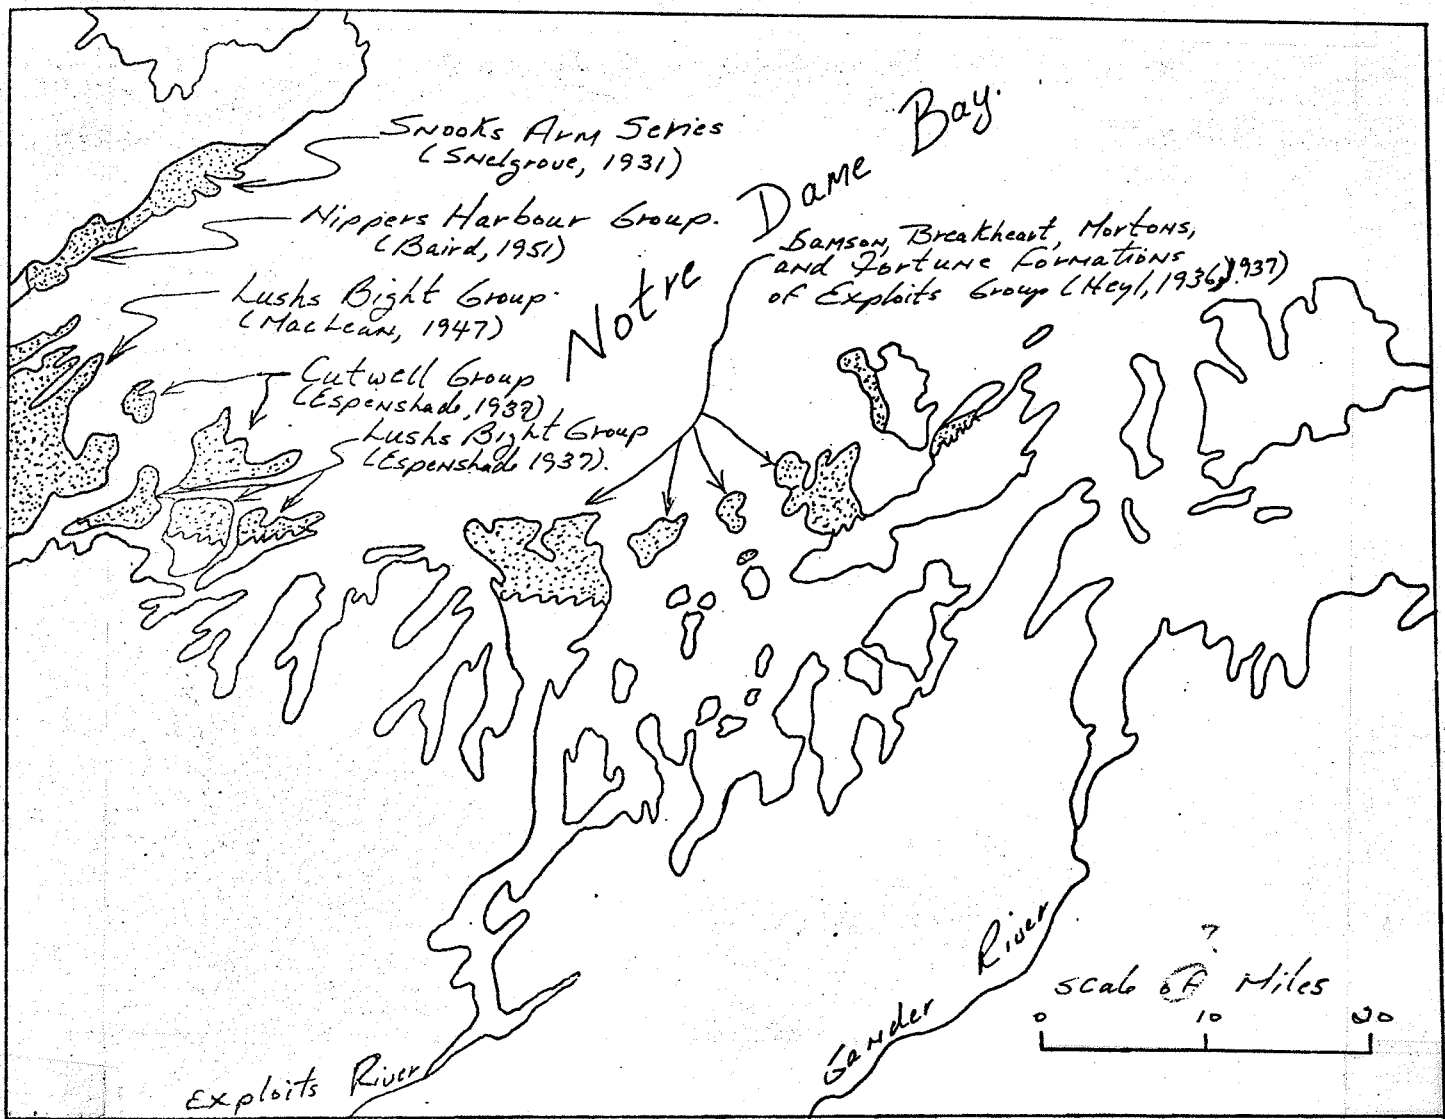 Snooks Arm Series
(Snelgrove, 1931)
Nippers Harbour Group.
(Baird, 1951)
Lushs Bight Group.
(MacLean, 1947)
Cutwell Group
(Espenshade, 1937)
Lushs Bight Group
(Espenshade 1937).
Notre Dame Bay.
Samson, Breakheart, Mortons,
and Fortune Formations
of Exploits Group (Heyl, 1936, 1937)
Exploits River
Gander River
?
Scale of Miles
0 10 20